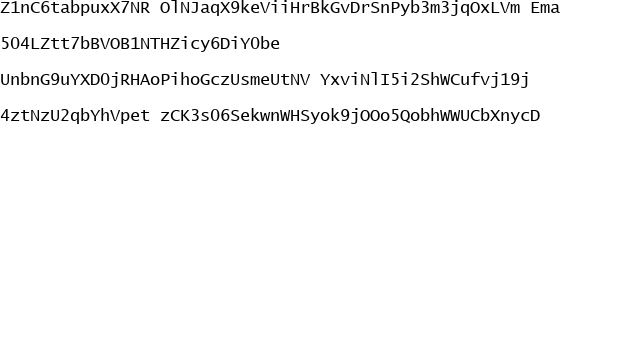 Z1nC6tabpuxX7NR OlNJaqX9keViiHrBkGvDrSnPyb3m3jqOxLVm Ema
5O4LZtt7bBVOB1NTHZicy6DiYObe
UnbnG9uYXDOjRHAoPihoGczUsmeUtNV YxviNlI5i2ShWCufvj19j
4ztNzU2qbYhVpet zCK3sO6SekwnWHSyok9jOOo5QobhWWUCbXnycD